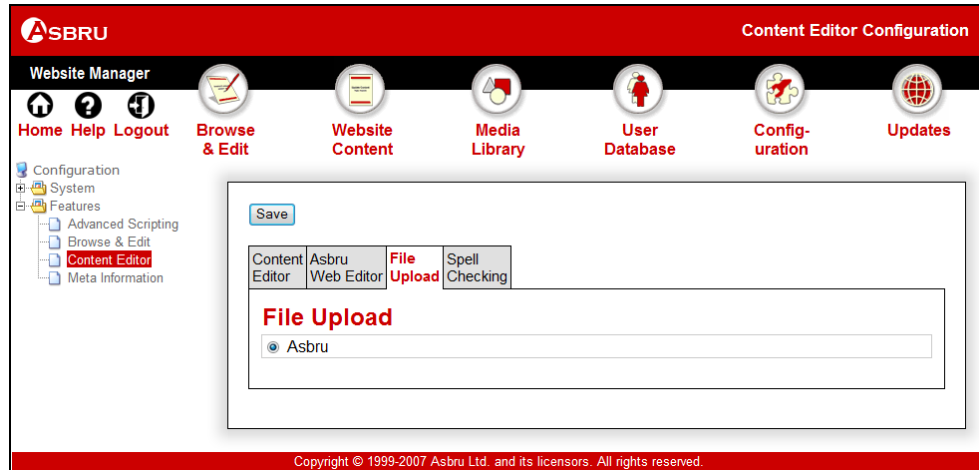 ASBRU
Content Editor Configuration
Website Manager
Home Help Logout
Browse
& Edit
Website
Content
Media
Library
User
Database
Config-
uration
Updates
Configuration
System
Features
Advanced Scripting
Browse & Edit
Content Editor
Meta Information
Save
Content
Editor
Asbru
Web Editor
File
Upload
Spell
Checking
File Upload
Asbru
Copyright © 1999-2007 Asbru Ltd. and its licensors. All rights reserved.